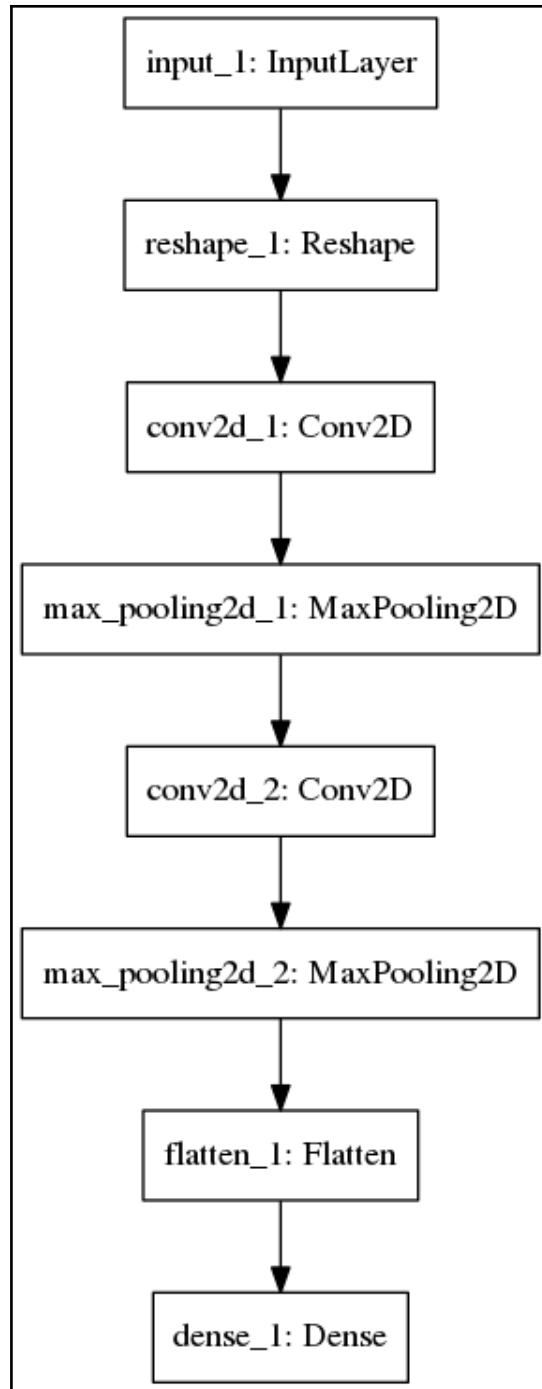 input_1: InputLayer
reshape_1: Reshape
conv2d_1: Conv2D
max_pooling2d_1: MaxPooling2D
conv2d_2: Conv2D
max_pooling2d_2: MaxPooling2D
flatten_1: Flatten
dense_1: Dense